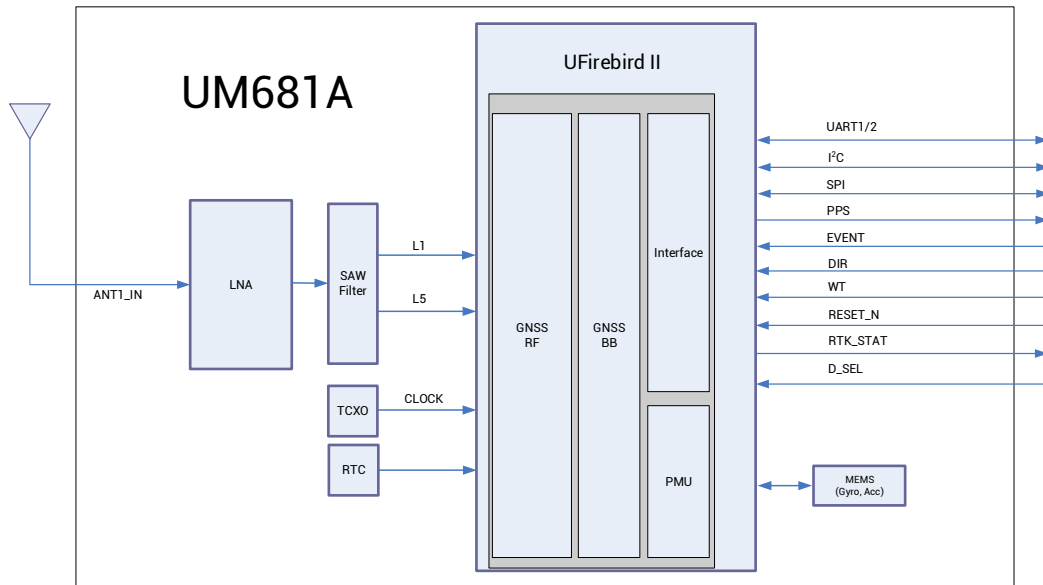 UFirebird II
UM681A
UART1/2
I²C
SPI
PPS
L1
EVENT
Interface
SAW
Filter
DIR
LNA
ANT1_IN
WT
L5
RESET_N
GNSS
RF
GNSS
BB
RTK_STAT
D_SEL
TCXO
CLOCK
RTC
PMU
MEMS
(Gyro, Acc)